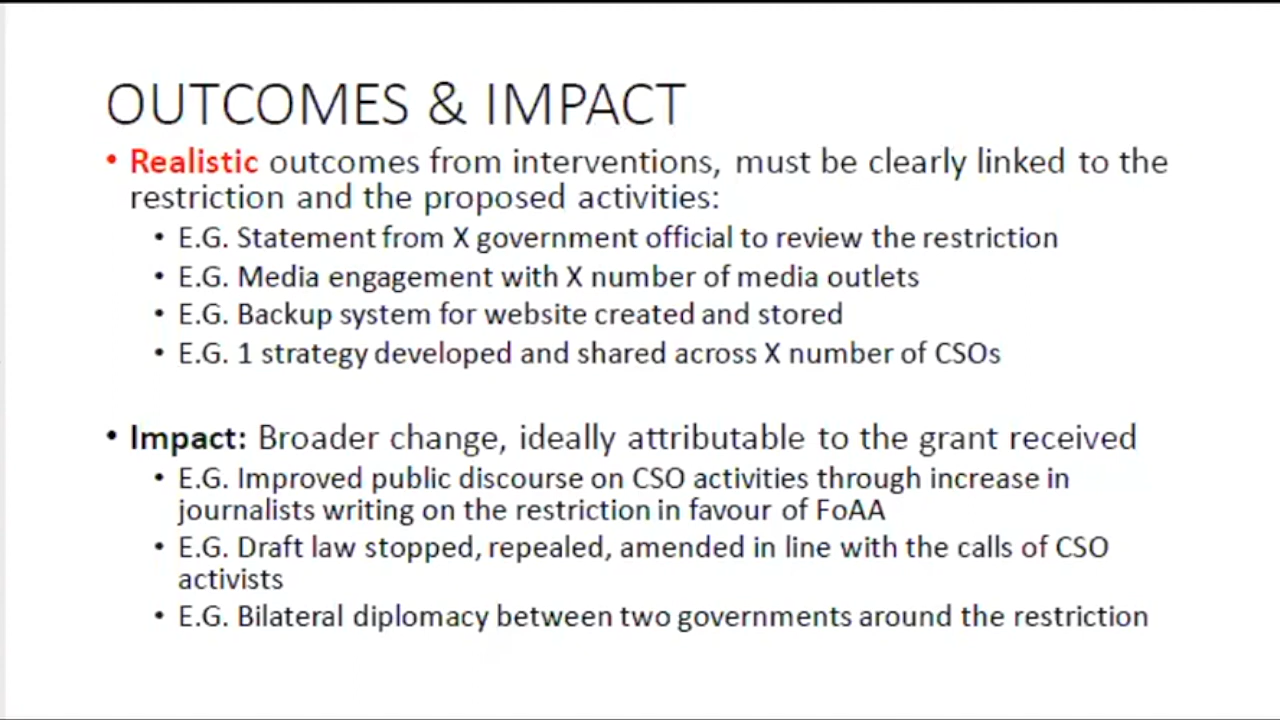 OUTCOMES & IMPACT
• Realistic outcomes from interventions, must be clearly linked to the
restriction and the proposed activities:
• E.G. Statement from X government official to review the restriction
• E.G. Media engagement with X number of media outlets
• E.G. Backup system for website created and stored
• E.G. 1 strategy developed and shared across X number of CSOs
• Impact: Broader change, ideally attributable to the grant received
• E.G. Improved public discourse on CSO activities through increase in
journalists writing on the restriction in favour of FoAA
• E.G. Draft law stopped, repealed, amended in line with the calls of CSO
activists
• E.G. Bilateral diplomacy between two governments around the restriction